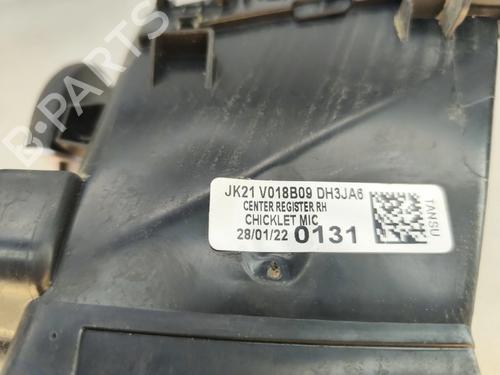 B-PARTS
JK21 V018B09 DH3JA6
CENTER REGISTER RH
CHICKLET MIC
28/01/22 0131
TANSU